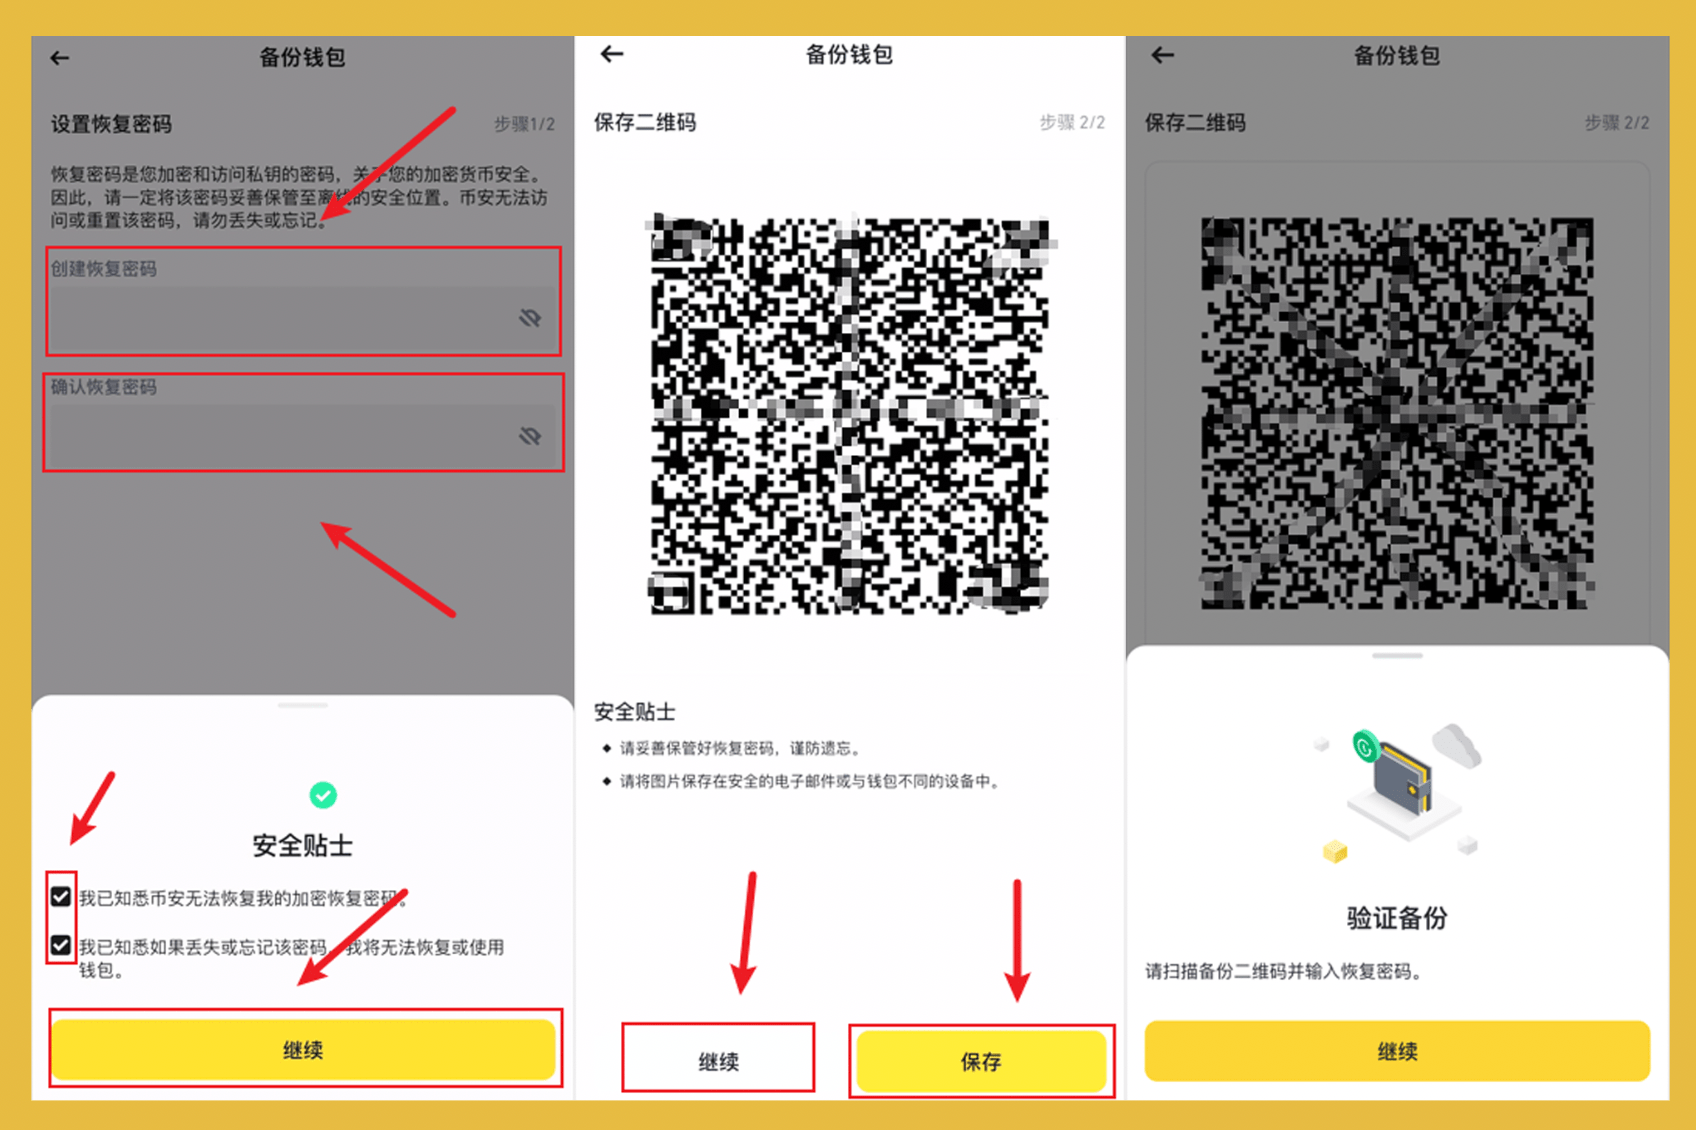 备份钱包
设置恢复密码
步骤1/2
恢复密码是您加密和访问私钥的密码，关乎您的加密货币安全。
因此，请一定将该密码妥善保管至离线的安全位置。币安无法访
问或重置该密码，请勿丢失或忘记。
创建恢复密码
确认恢复密码
安全贴士
我已知悉币安无法恢复我的加密恢复密码。
我已知悉如果丢失或忘记该密码，我将无法恢复或使用
钱包。
继续
备份钱包
保存二维码
步骤 2/2
安全贴士
请妥善保管好恢复密码，谨防遗忘。
请将图片保存在安全的电子邮件或与钱包不同的设备中。
继续
保存
备份钱包
保存二维码
步骤 2/2
验证备份
请扫描备份二维码并输入恢复密码。
继续